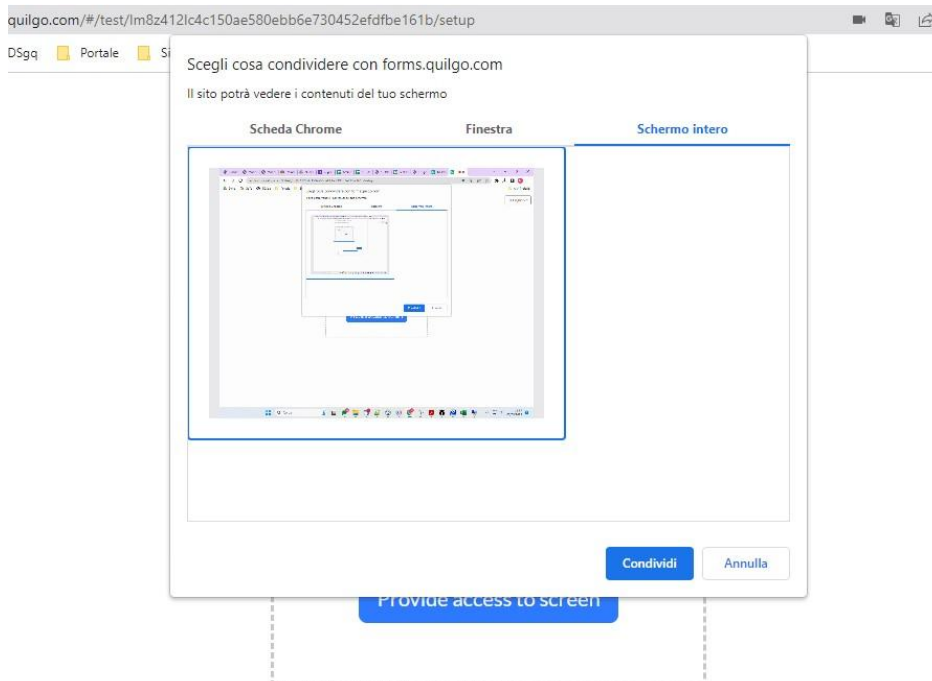 quilgo.com/#/test/lm8z412lc4c150ae580ebb6e730452efdfbe161b/setup
DSgq Portale Si
Scegli cosa condividere con forms.quilgo.com
Il sito potrà vedere i contenuti del tuo schermo
Scheda Chrome Finestra Schermo intero
Condividi Annulla
Provide access to screen